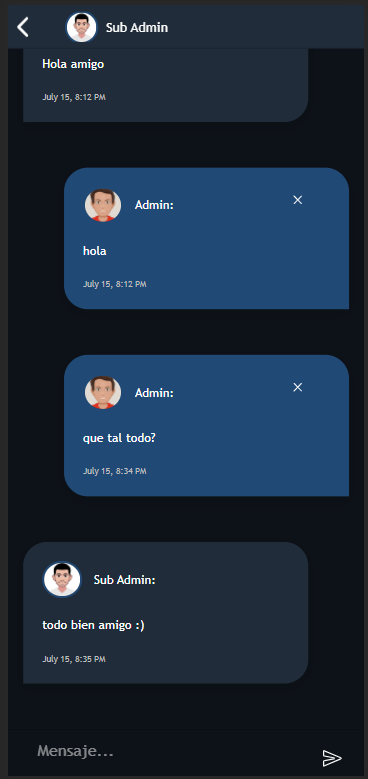 Sub Admin
Hola amigo
July 15, 8:12 PM
Admin:
hola
July 15, 8:12 PM
Admin:
que tal todo?
July 15, 8:34 PM
Sub Admin:
todo bien amigo :)
July 15, 8:35 PM
Mensaje...